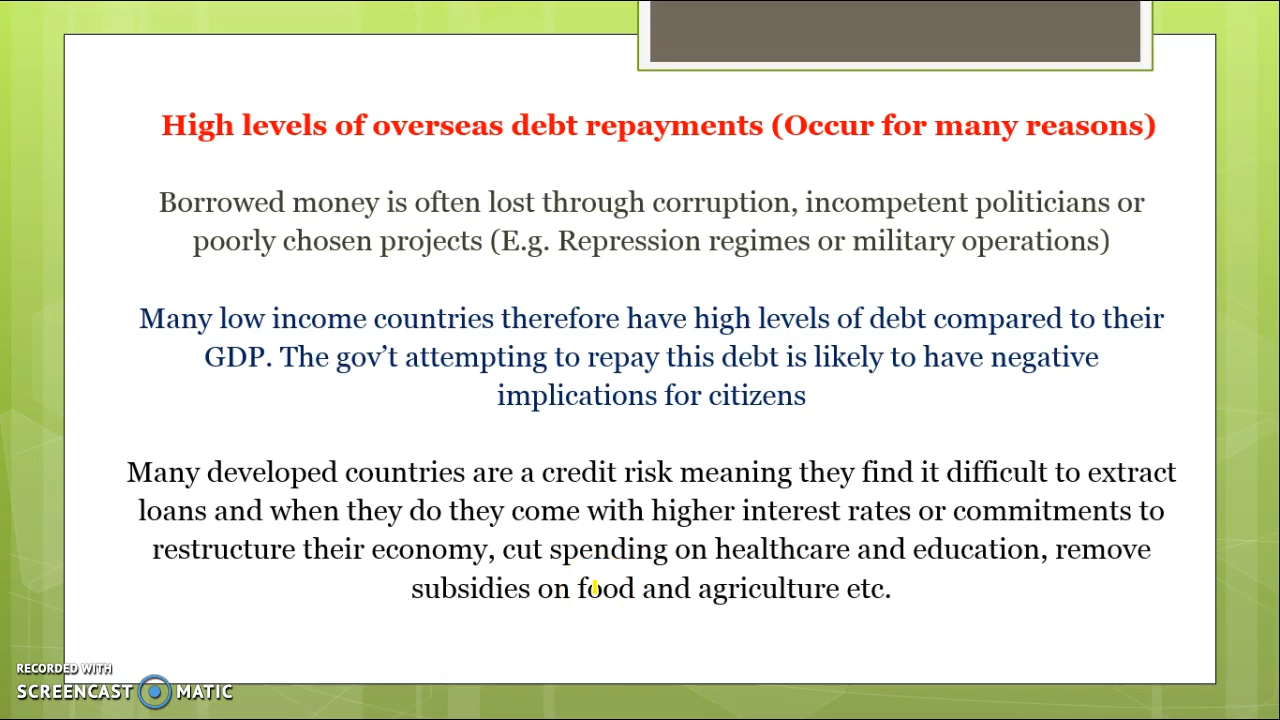 High levels of overseas debt repayments (Occur for many reasons)
Borrowed money is often lost through corruption, incompetent politicians or
poorly chosen projects (E.g. Repression regimes or military operations)
Many low income countries therefore have high levels of debt compared to their
GDP. The gov’t attempting to repay this debt is likely to have negative
implications for citizens
Many developed countries are a credit risk meaning they find it difficult to extract
loans and when they do they come with higher interest rates or commitments to
restructure their economy, cut spending on healthcare and education, remove
subsidies on food and agriculture etc.
RECORDED WITH
SCREENCAST MATIC